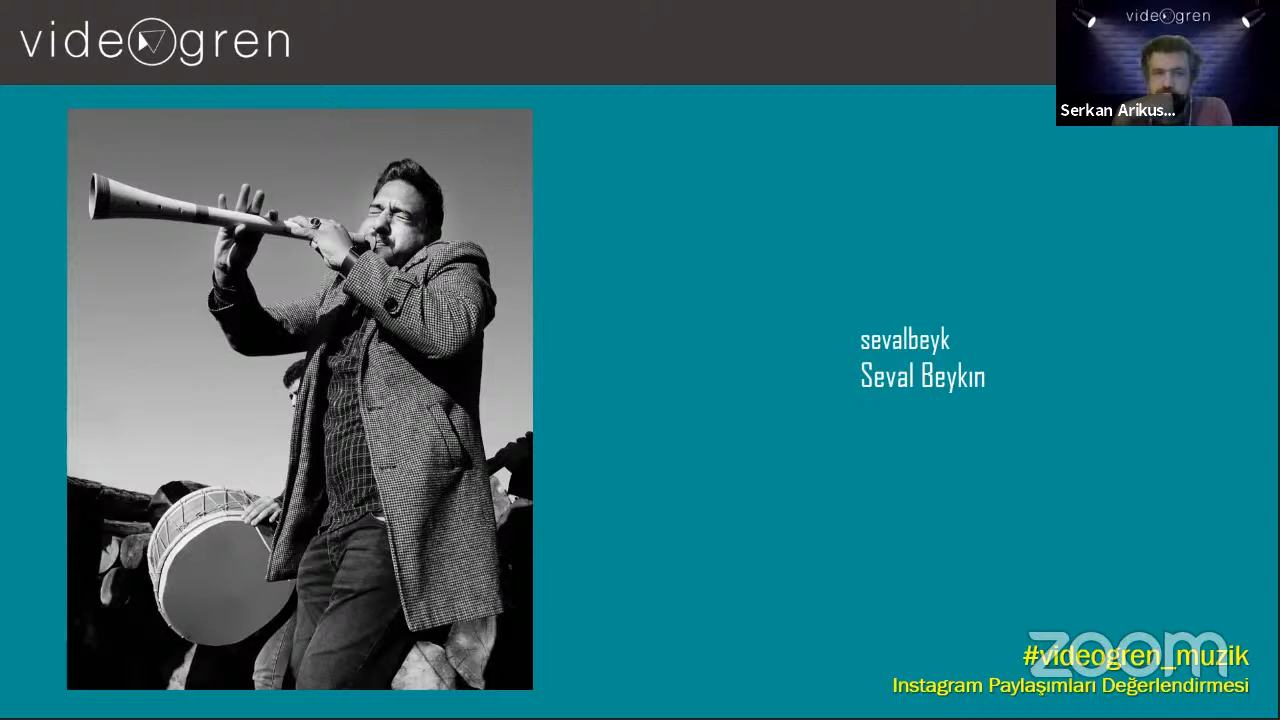 videogren
videogren
Serkan Arikus...
sevalbeyk
Seval Beykın
zoom
#videogren_muzik
Instagram Paylaşımları Değerlendirmesi